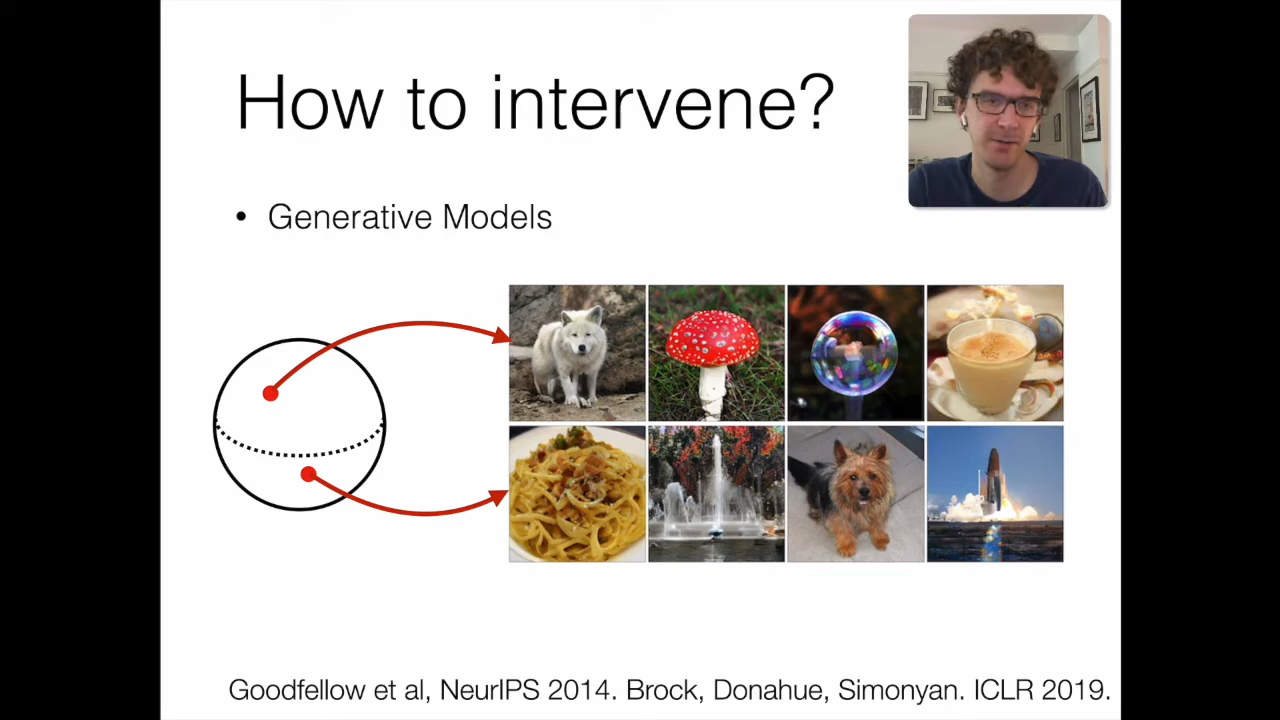 How to intervene?
• Generative Models
Goodfellow et al, NeurIPS 2014. Brock, Donahue, Simonyan. ICLR 2019.